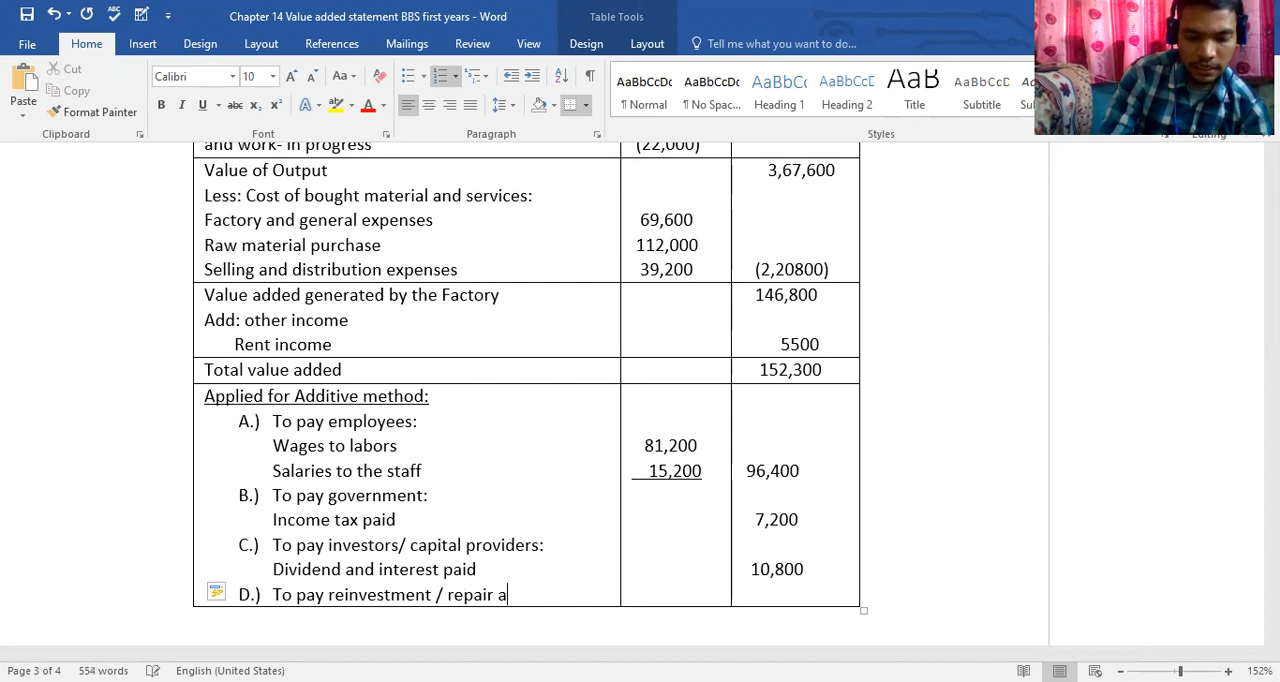 Chapter 14 Value added statement BBS first years - Word
Table Tools
File Home Insert Design Layout References Mailings Review View Design Layout Tell me what you want to do...
Paste
Cut
Copy
Format Painter
Calibri 10
AaBbCcDc AaBbCcDc AaBbCc AaBbCcE AaB AaBbCcD
¶ Normal ¶ No Spac... Heading 1 Heading 2 Title Subtitle
Clipboard Font Paragraph Styles Editing
and work- in progress (22,000)
Value of Output 3,67,600
Less: Cost of bought material and services:
Factory and general expenses 69,600
Raw material purchase 112,000
Selling and distribution expenses 39,200 (2,20800)
Value added generated by the Factory 146,800
Add: other income
Rent income 5500
Total value added 152,300
Applied for Additive method:
A.) To pay employees:
Wages to labors 81,200
Salaries to the staff 15,200 96,400
B.) To pay government:
Income tax paid 7,200
C.) To pay investors/ capital providers:
Dividend and interest paid 10,800
D.) To pay reinvestment / repair a
Page 3 of 4 554 words English (United States) 152%